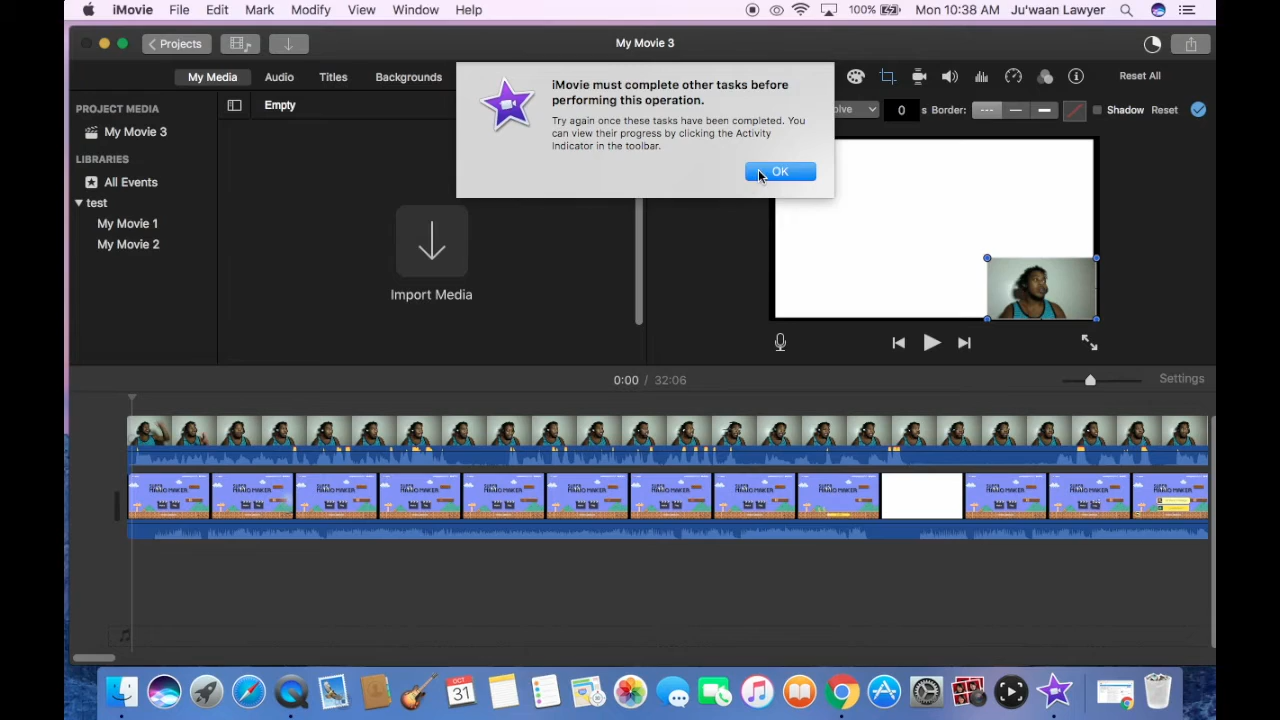 iMovie File Edit Mark Modify View Window Help 100% Mon 10:38 AM Ju'waan Lawyer
Projects My Movie 3
My Media Audio Titles Backgrounds Reset All
iMovie must complete other tasks before
performing this operation.
Try again once these tasks have been completed. You
can view their progress by clicking the Activity
Indicator in the toolbar.
OK
olve 0 s Border: Shadow Reset
PROJECT MEDIA
My Movie 3
LIBRARIES
All Events
test
My Movie 1
My Movie 2
Empty
Import Media
0:00 / 32:06 Settings
OCT
31